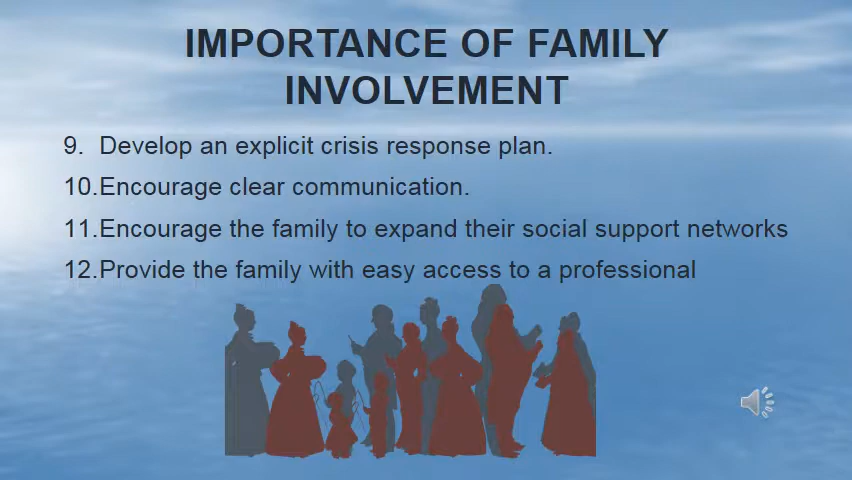 IMPORTANCE OF FAMILY
INVOLVEMENT
9. Develop an explicit crisis response plan.
10.Encourage clear communication.
11.Encourage the family to expand their social support networks
12.Provide the family with easy access to a professional